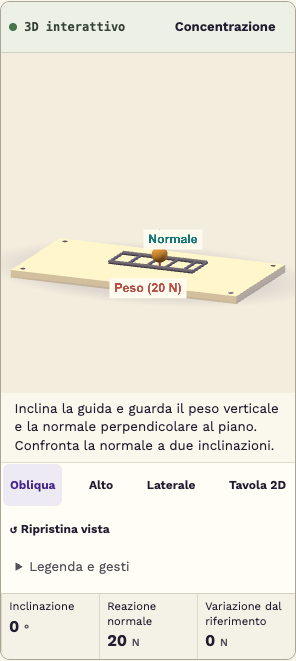 3D interattivo Concentrazione
Normale
Peso (20 N)
Inclina la guida e guarda il peso verticale
e la normale perpendicolare al piano.
Confronta la normale a due inclinazioni.
Obliqua Alto Laterale Tavola 2D
↺ Ripristina vista
▶ Legenda e gesti
Inclinazione
0 °
Reazione
normale
20 N
Variazione dal
riferimento
0 N